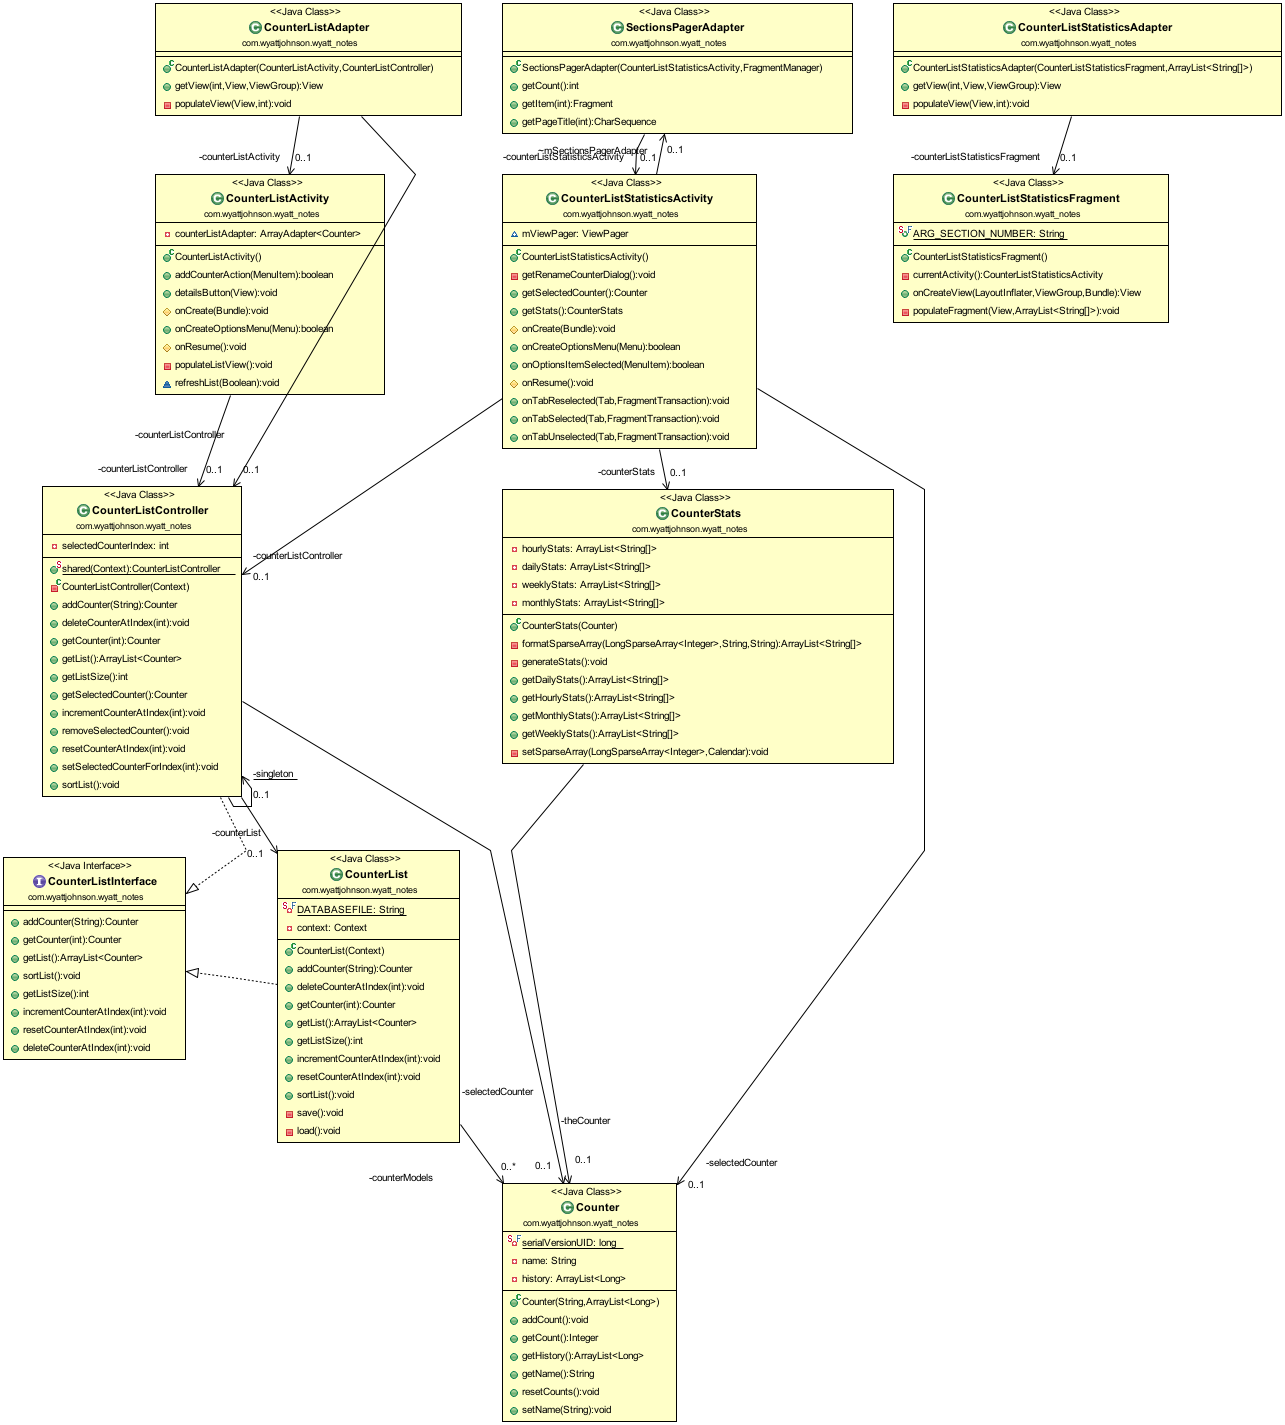 <<Java Class>>
CounterListAdapter
com.wyattjohnson.wyatt_notes
CounterListAdapter(CounterListActivity,CounterListController)
getView(int,View,ViewGroup):View
populateView(View,int):void
<<Java Class>>
SectionsPagerAdapter
com.wyattjohnson.wyatt_notes
SectionsPagerAdapter(CounterListStatisticsActivity,FragmentManager)
getCount():int
getItem(int):Fragment
getPageTitle(int):CharSequence
<<Java Class>>
CounterListStatisticsAdapter
com.wyattjohnson.wyatt_notes
CounterListStatisticsAdapter(CounterListStatisticsFragment,ArrayList<String[]>)
getView(int,View,ViewGroup):View
populateView(View,int):void
-counterListActivity
0..1
~mSectionsPagerAdapter
0..1
-counterListStatisticsActivity
0..1
-counterListStatisticsFragment
0..1
<<Java Class>>
CounterListActivity
com.wyattjohnson.wyatt_notes
counterListAdapter: ArrayAdapter<Counter>
CounterListActivity()
addCounterAction(MenuItem):boolean
detailsButton(View):void
onCreate(Bundle):void
onCreateOptionsMenu(Menu):boolean
onResume():void
populateListView():void
refreshList(Boolean):void
<<Java Class>>
CounterListStatisticsActivity
com.wyattjohnson.wyatt_notes
mViewPager: ViewPager
CounterListStatisticsActivity()
getRenameCounterDialog():void
getSelectedCounter():Counter
getStats():CounterStats
onCreate(Bundle):void
onCreateOptionsMenu(Menu):boolean
onOptionsItemSelected(MenuItem):boolean
onResume():void
onTabReselected(Tab,FragmentTransaction):void
onTabSelected(Tab,FragmentTransaction):void
onTabUnselected(Tab,FragmentTransaction):void
<<Java Class>>
CounterListStatisticsFragment
com.wyattjohnson.wyatt_notes
ARG_SECTION_NUMBER: String
CounterListStatisticsFragment()
currentActivity():CounterListStatisticsActivity
onCreateView(LayoutInflater,ViewGroup,Bundle):View
populateFragment(View,ArrayList<String[]>):void
-counterListController
-counterListController
0..1
0..1
-counterStats
0..1
<<Java Class>>
CounterListController
com.wyattjohnson.wyatt_notes
selectedCounterIndex: int
shared(Context):CounterListController
CounterListController(Context)
addCounter(String):Counter
deleteCounterAtIndex(int):void
getCounter(int):Counter
getList():ArrayList<Counter>
getListSize():int
getSelectedCounter():Counter
incrementCounterAtIndex(int):void
removeSelectedCounter():void
resetCounterAtIndex(int):void
setSelectedCounterForIndex(int):void
sortList():void
-counterListController
0..1
<<Java Class>>
CounterStats
com.wyattjohnson.wyatt_notes
hourlyStats: ArrayList<String[]>
dailyStats: ArrayList<String[]>
weeklyStats: ArrayList<String[]>
monthlyStats: ArrayList<String[]>
CounterStats(Counter)
formatSparseArray(LongSparseArray<Integer>,String,String):ArrayList<String[]>
generateStats():void
getDailyStats():ArrayList<String[]>
getHourlyStats():ArrayList<String[]>
getMonthlyStats():ArrayList<String[]>
getWeeklyStats():ArrayList<String[]>
setSparseArray(LongSparseArray<Integer>,Calendar):void
-singleton
0..1
-counterList
0..1
<<Java Interface>>
CounterListInterface
com.wyattjohnson.wyatt_notes
addCounter(String):Counter
getCounter(int):Counter
getList():ArrayList<Counter>
sortList():void
getListSize():int
incrementCounterAtIndex(int):void
resetCounterAtIndex(int):void
deleteCounterAtIndex(int):void
<<Java Class>>
CounterList
com.wyattjohnson.wyatt_notes
DATABASEFILE: String
context: Context
CounterList(Context)
addCounter(String):Counter
deleteCounterAtIndex(int):void
getCounter(int):Counter
getList():ArrayList<Counter>
getListSize():int
incrementCounterAtIndex(int):void
resetCounterAtIndex(int):void
sortList():void
save():void
load():void
-selectedCounter
0..1
-theCounter
0..1
-selectedCounter
0..1
-counterModels
0..*
<<Java Class>>
Counter
com.wyattjohnson.wyatt_notes
serialVersionUID: long
name: String
history: ArrayList<Long>
Counter(String,ArrayList<Long>)
addCount():void
getCount():Integer
getHistory():ArrayList<Long>
getName():String
resetCounts():void
setName(String):void